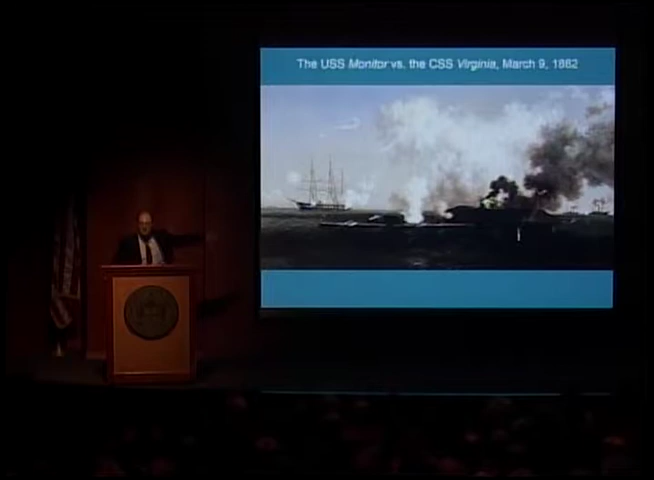 The USS Monitor vs. the CSS Virginia, March 9, 1862